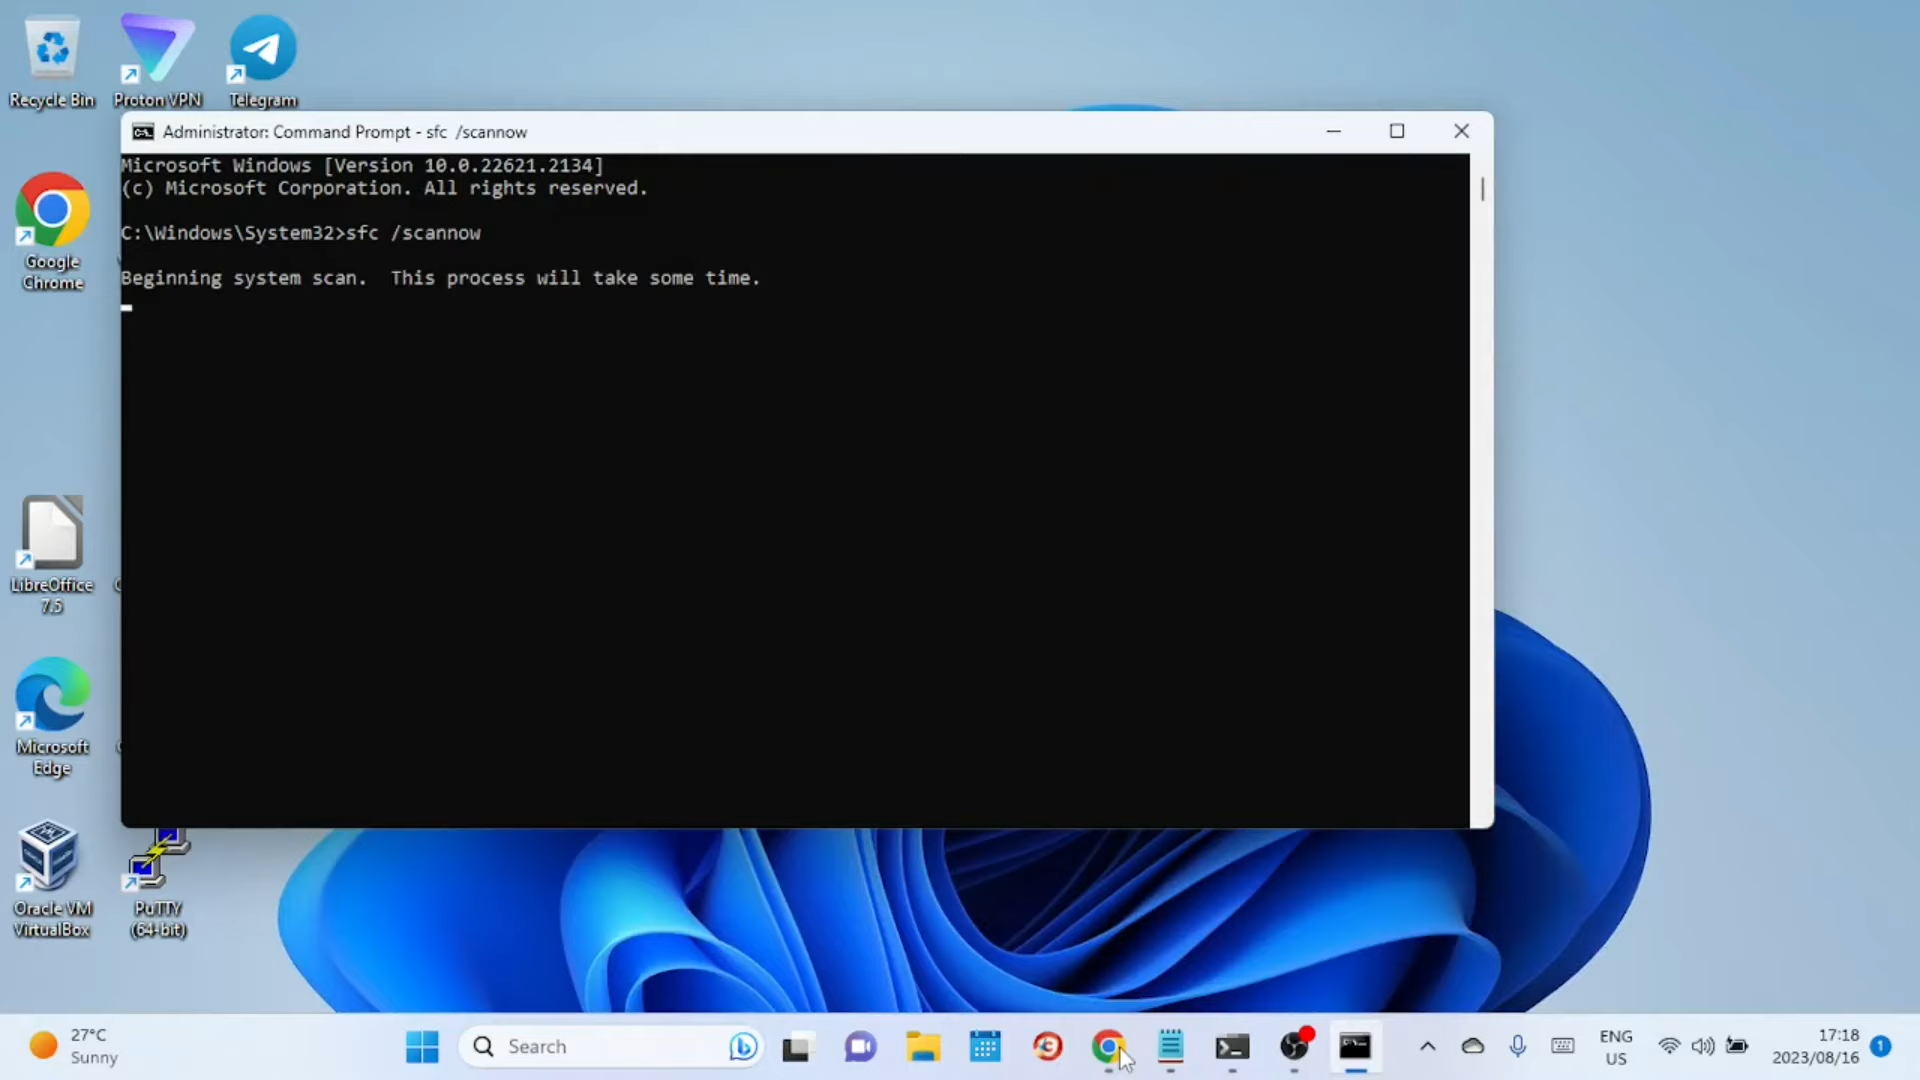 Recycle Bin
Proton VPN
Telegram
Administrator: Command Prompt - sfc  /scannow
Microsoft Windows [Version 10.0.22621.2134]
(c) Microsoft Corporation. All rights reserved.
C:\Windows\System32>sfc /scannow
Beginning system scan.  This process will take some time.
Google
Chrome
LibreOffice
7.5
Microsoft
Edge
Oracle VM
VirtualBox
PuTTY
(64-bit)
27°C
Sunny
Search
ENG
US
17:18
2023/08/16
1